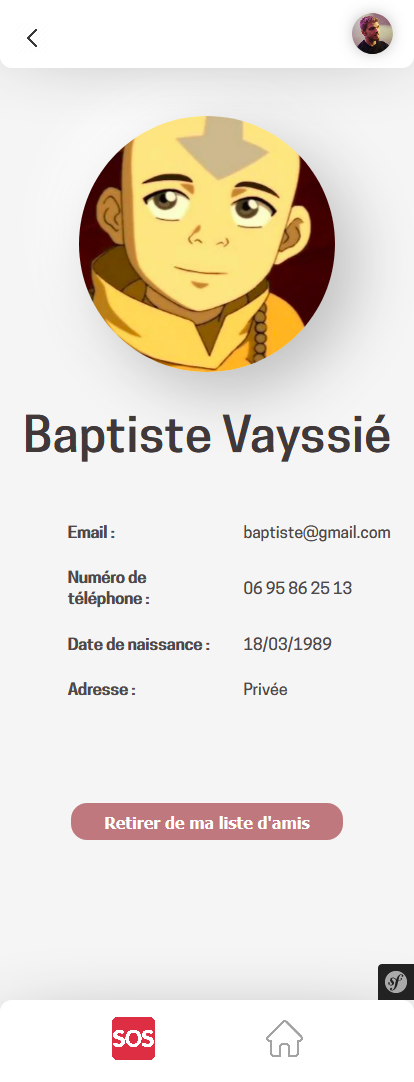 Baptiste Vayssié
Email : baptiste@gmail.com
Numéro de
téléphone : 06 95 86 25 13
Date de naissance : 18/03/1989
Adresse : Privée
Retirer de ma liste d'amis
sf
SOS